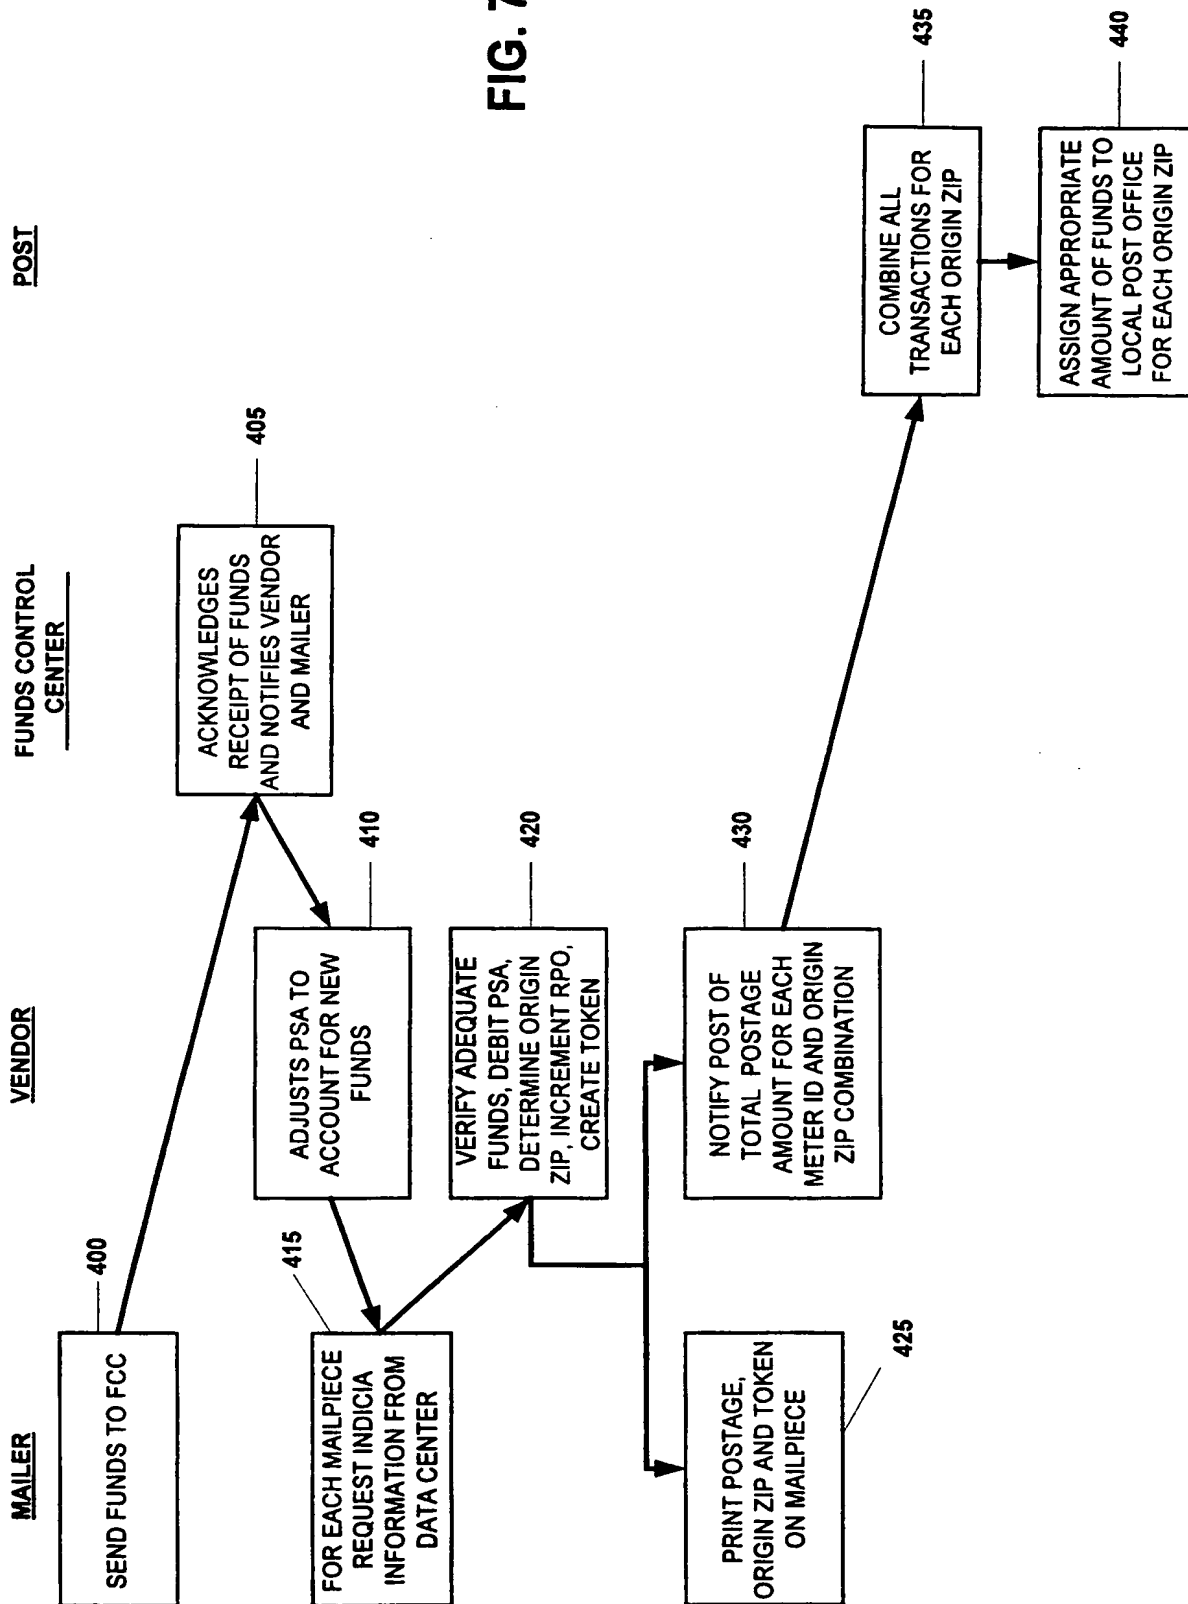 FIG. 7
MAILER
VENDOR
FUNDS CONTROL
CENTER
POST
400
SEND FUNDS TO FCC
405
ACKNOWLEDGES
RECEIPT OF FUNDS
AND NOTIFIES VENDOR
AND MAILER
410
ADJUSTS PSA TO
ACCOUNT FOR NEW
FUNDS
415
FOR EACH MAILPIECE
REQUEST INDICIA
INFORMATION FROM
DATA CENTER
420
VERIFY ADEQUATE
FUNDS, DEBIT PSA,
DETERMINE ORIGIN
ZIP, INCREMENT RPO,
CREATE TOKEN
425
PRINT POSTAGE,
ORIGIN ZIP AND TOKEN
ON MAILPIECE
430
NOTIFY POST OF
TOTAL POSTAGE
AMOUNT FOR EACH
METER ID AND ORIGIN
ZIP COMBINATION
435
COMBINE ALL
TRANSACTIONS FOR
EACH ORIGIN ZIP
440
ASSIGN APPROPRIATE
AMOUNT OF FUNDS TO
LOCAL POST OFFICE
FOR EACH ORIGIN ZIP